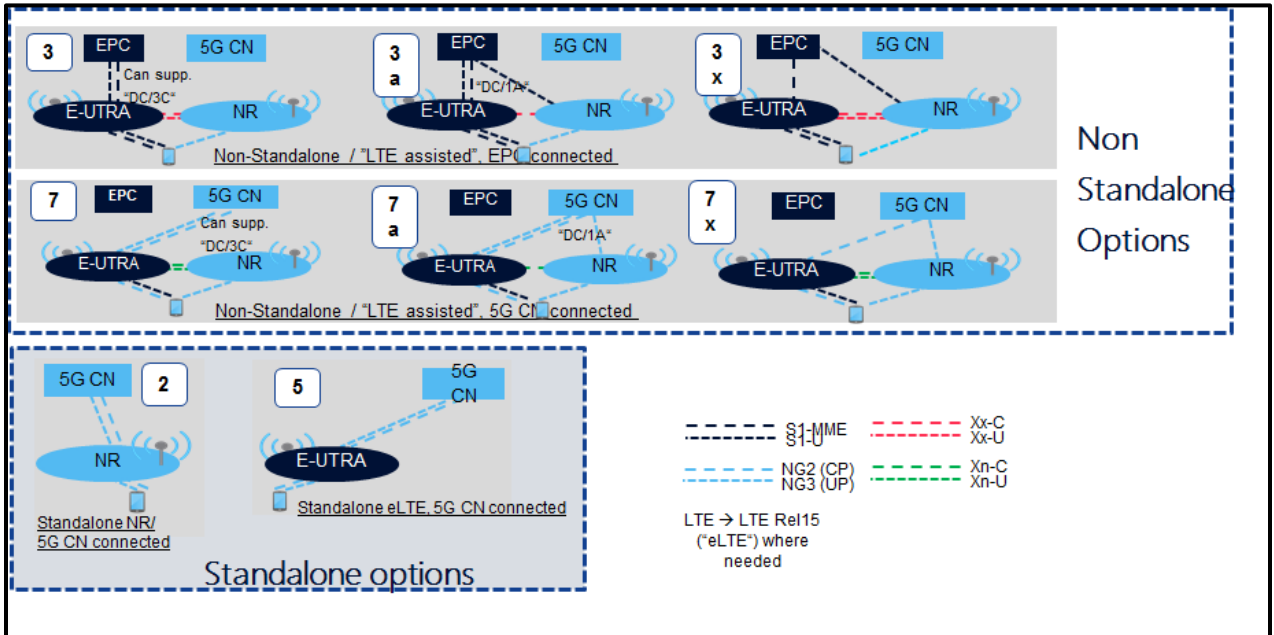 3
EPC
5G CN
Can supp.
"DC/3C"
E-UTRA
NR
3
a
EPC
5G CN
"DC/1A"
E-UTRA
NR
3
x
EPC
5G CN
E-UTRA
NR
Non-Standalone / "LTE assisted", EPC connected
7
EPC
5G CN
Can supp.
"DC/3C"
E-UTRA
NR
7
a
EPC
5G CN
"DC/1A"
E-UTRA
NR
7
x
EPC
5G CN
E-UTRA
NR
Non-Standalone / "LTE assisted", 5G CN connected
Non
Standalone
Options
5G CN
2
NR
Standalone NR/
5G CN connected
5
5G
CN
E-UTRA
Standalone eLTE, 5G CN connected
Standalone options
S1-MME
S1-U
Xx-C
Xx-U
NG2 (CP)
NG3 (UP)
Xn-C
Xn-U
LTE → LTE Rel15
("eLTE") where
needed